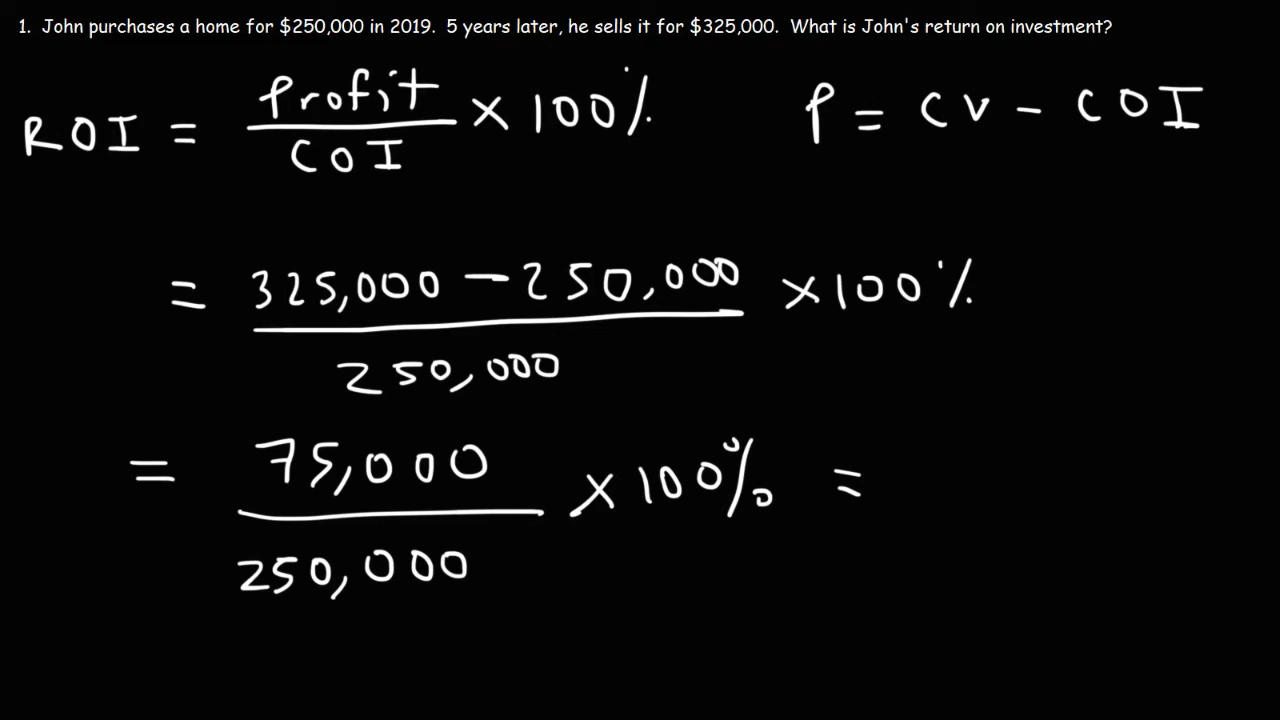 1. John purchases a home for $250,000 in 2019. 5 years later, he sells it for $325,000. What is John's return on investment?
ROI = Profit/COI × 100% P = CV - COI
= 325,000 - 250,000 / 250,000 × 100%
= 75,000 / 250,000 × 100% =